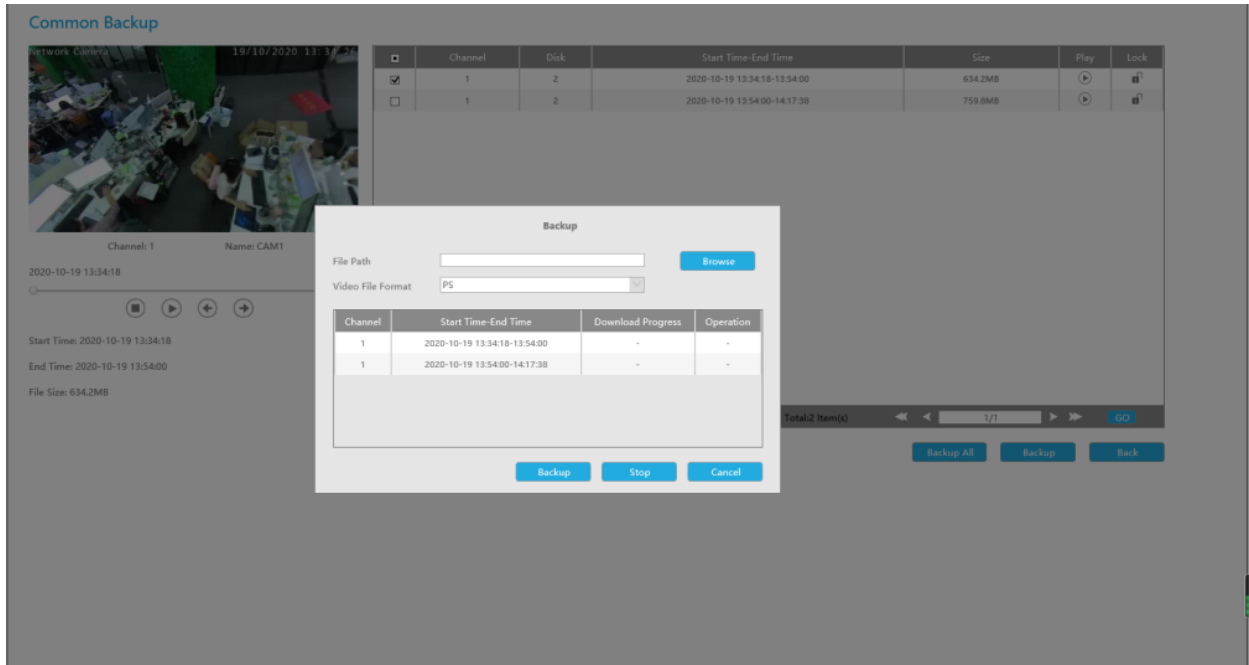 Common Backup
Network Camera 19/10/2020 13:34:26
Channel Disk Start Time-End Time Size Play Lock
1 2 2020-10-19 13:34:18-13:54:00 634.2MB
1 2 2020-10-19 13:54:00-14:17:38 759.8MB
Channel: 1 Name: CAM1
2020-10-19 13:34:18
Start Time: 2020-10-19 13:34:18
End Time: 2020-10-19 13:54:00
File Size: 634.2MB
Backup
File Path Browse
Video File Format PS
Channel Start Time-End Time Download Progress Operation
1 2020-10-19 13:34:18-13:54:00 - -
1 2020-10-19 13:54:00-14:17:38 - -
Backup Stop Cancel
Total:2 Item(s) 1/1 GO
Backup All Backup Back